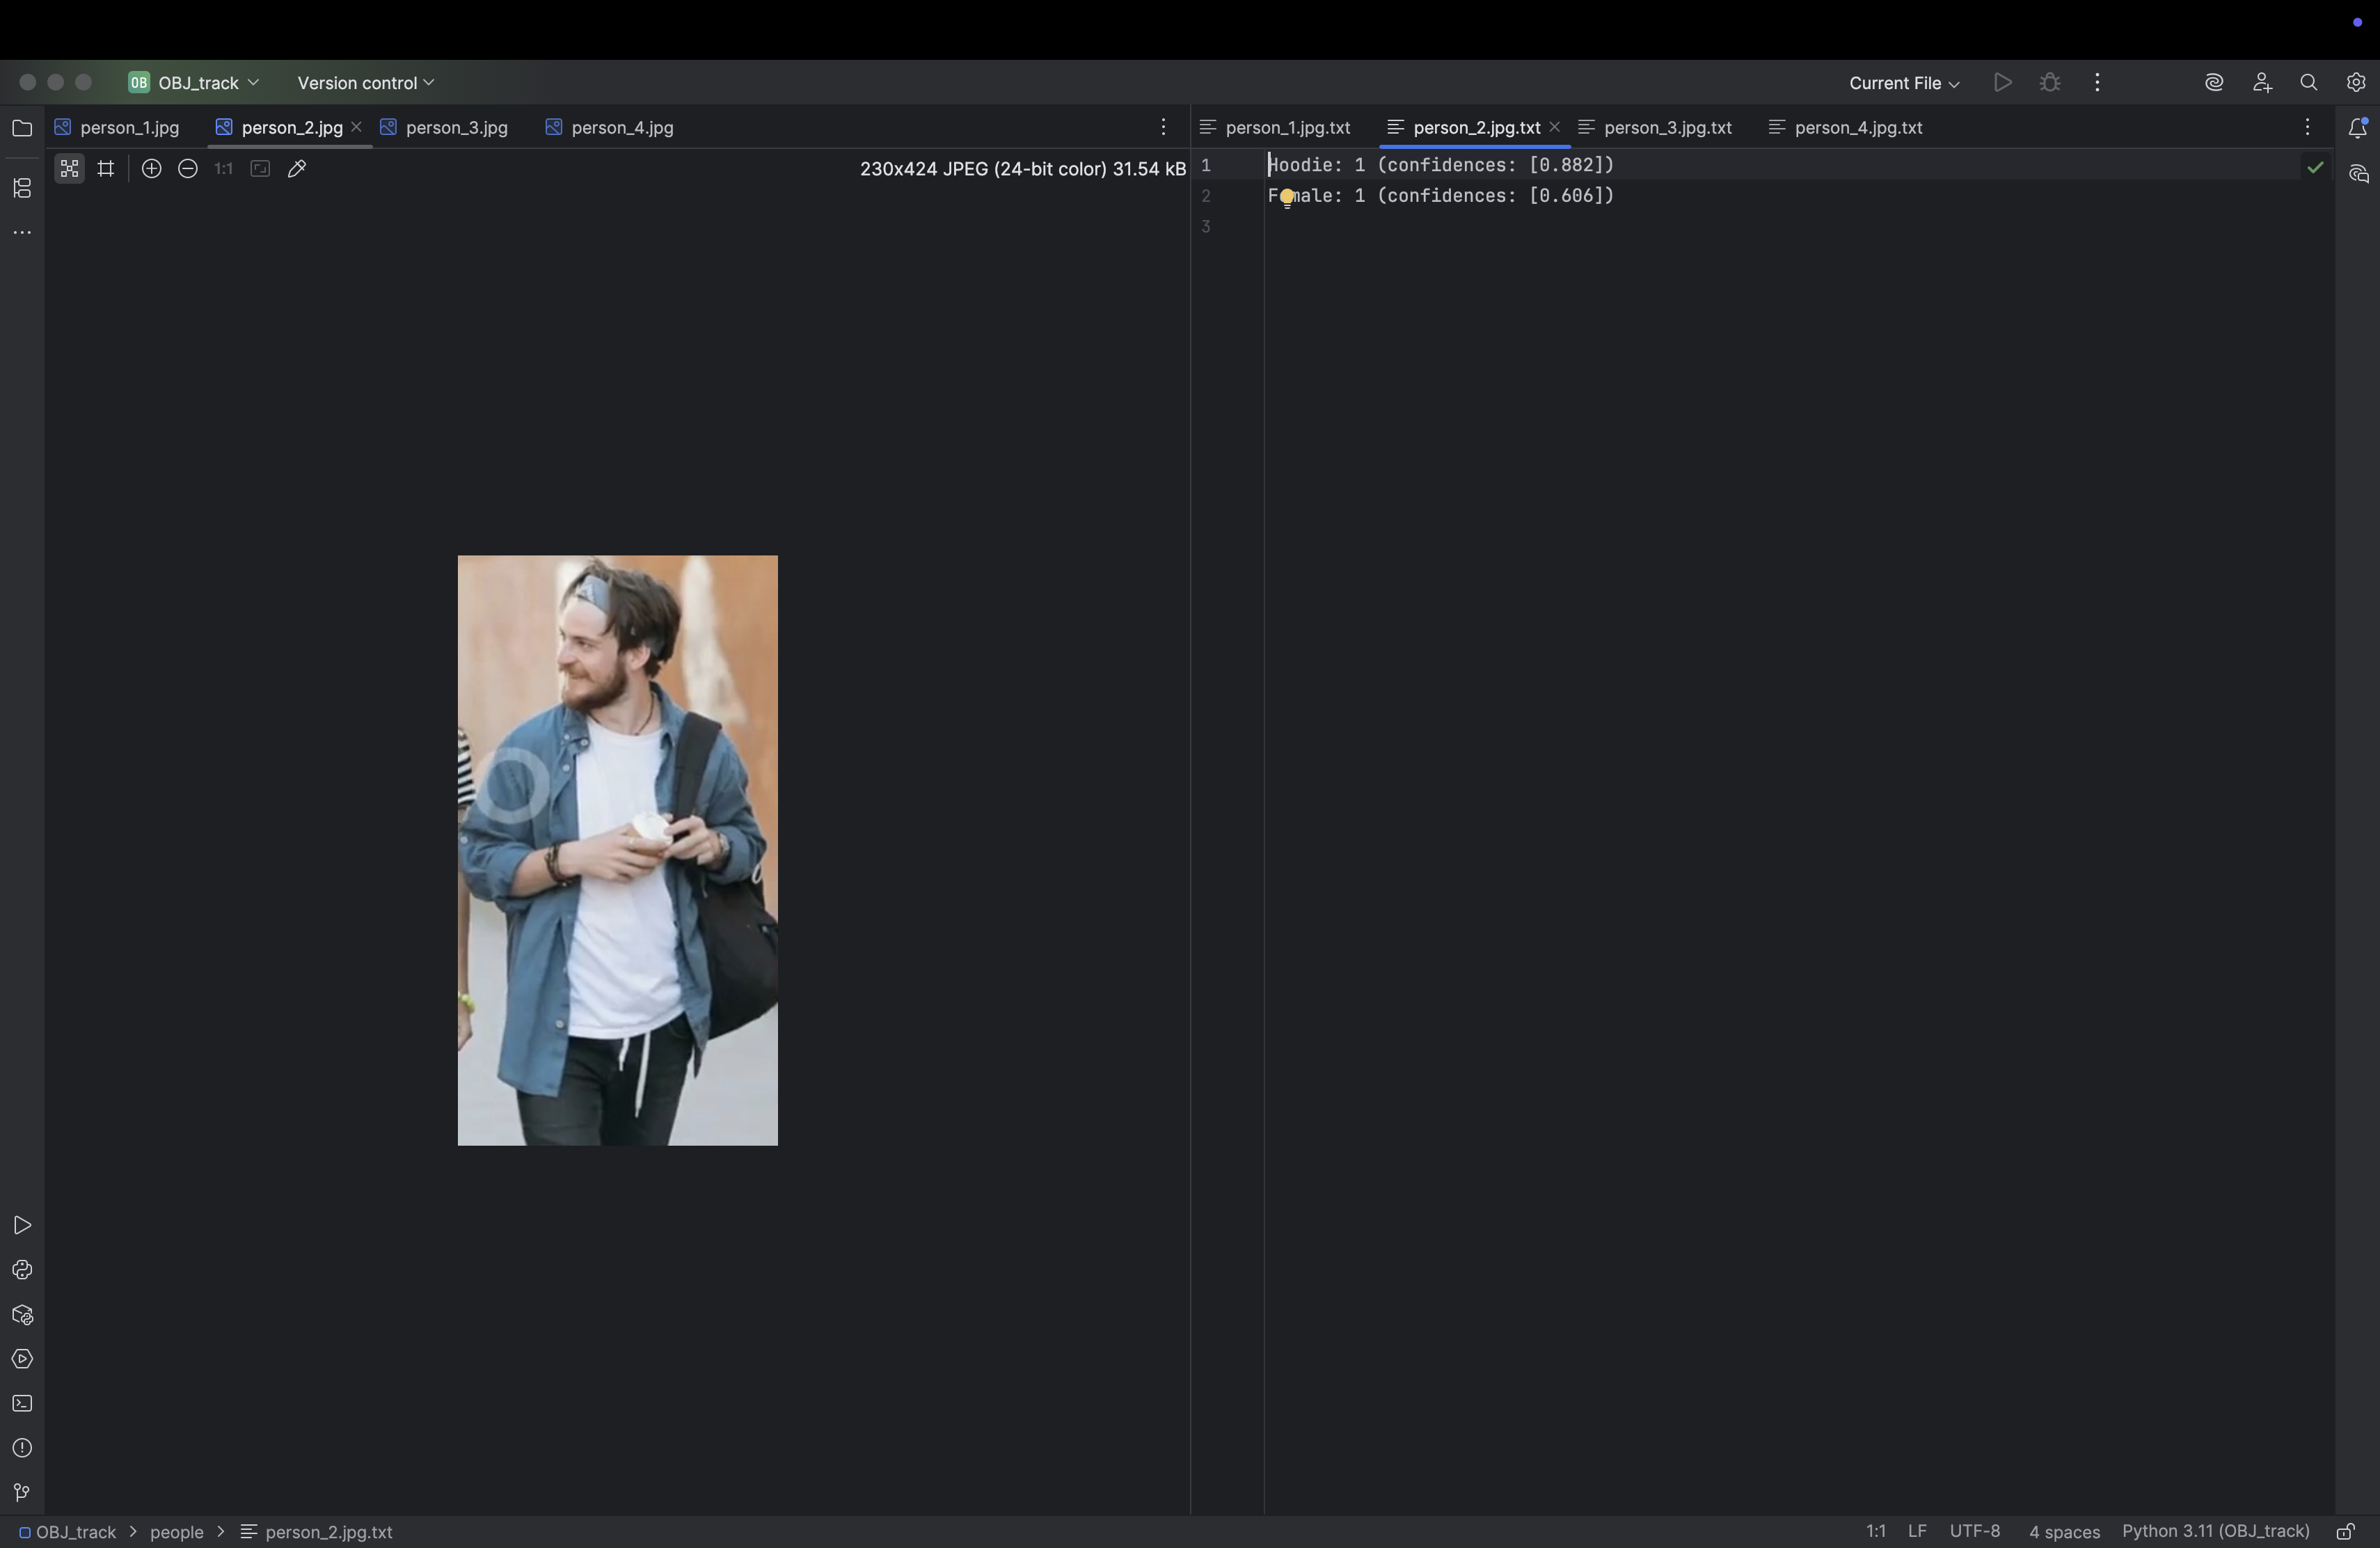 OB OBJ_track
Version control
Current File
person_1.jpg
person_2.jpg
person_3.jpg
person_4.jpg
person_1.jpg.txt
person_2.jpg.txt
person_3.jpg.txt
person_4.jpg.txt
1:1
230x424 JPEG (24-bit color) 31.54 kB
1 Hoodie: 1 (confidences: [0.882])
2 Female: 1 (confidences: [0.606])
3
OBJ_track > people > person_2.jpg.txt
1:1 LF UTF-8 4 spaces Python 3.11 (OBJ_track)